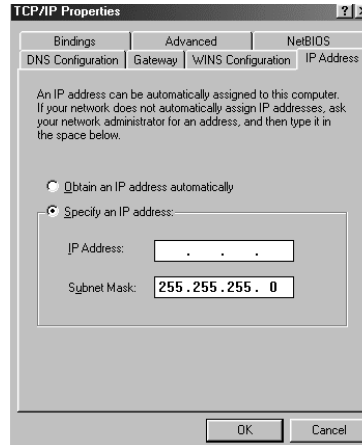 TCP/IP Properties
Bindings Advanced NetBIOS
DNS Configuration Gateway WINS Configuration IP Address
An IP address can be automatically assigned to this computer.
If your network does not automatically assign IP addresses, ask
your network administrator for an address, and then type it in
the space below.
Obtain an IP address automatically
Specify an IP address:
IP Address: . . .
Subnet Mask: 255.255.255. 0
OK Cancel